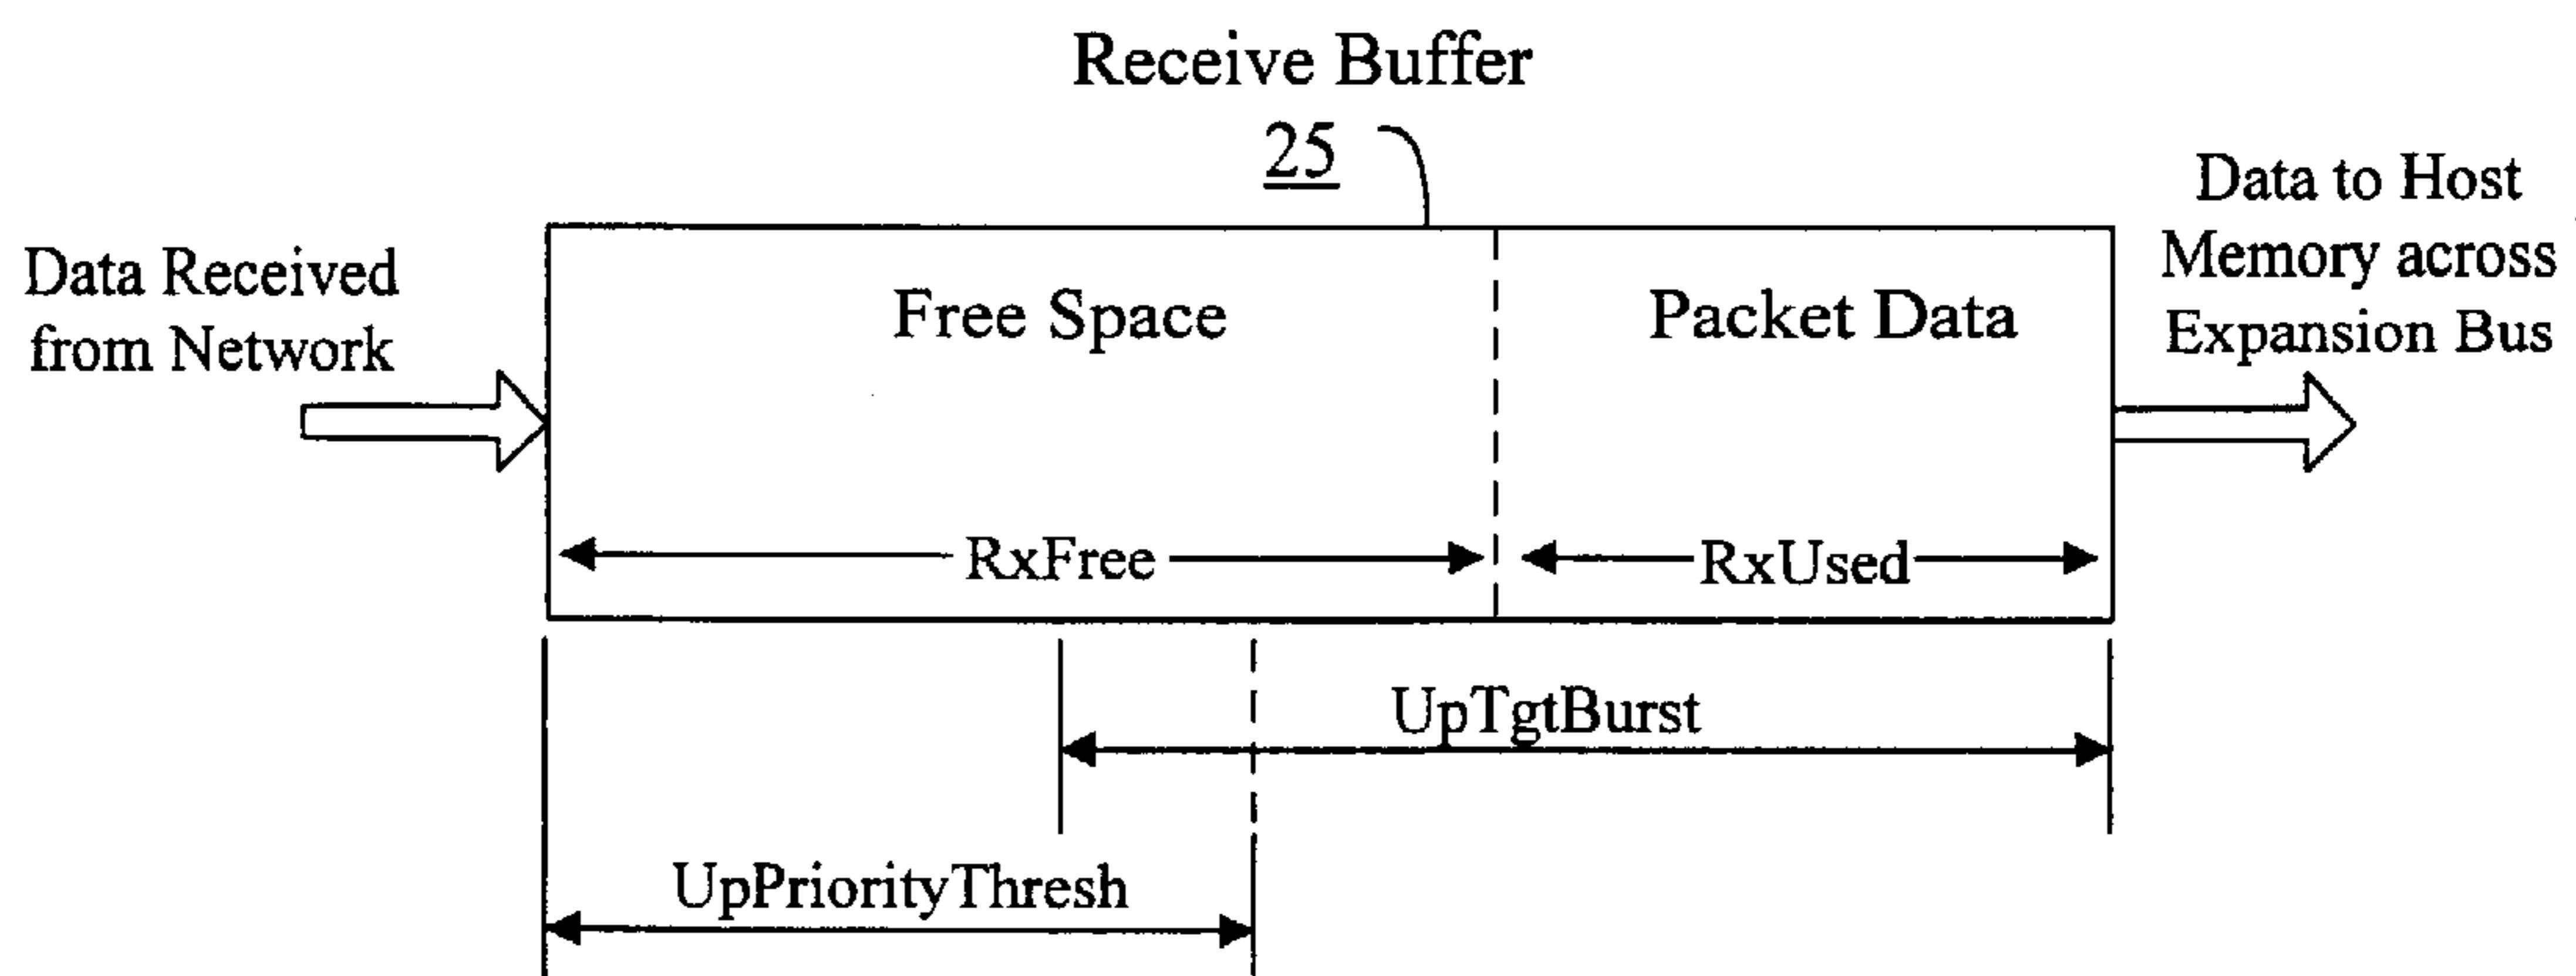 Receive Buffer
25
Data Received
from Network
Free Space
Packet Data
Data to Host
Memory across
Expansion Bus
RxFree
RxUsed
UpTgtBurst
UpPriorityThresh